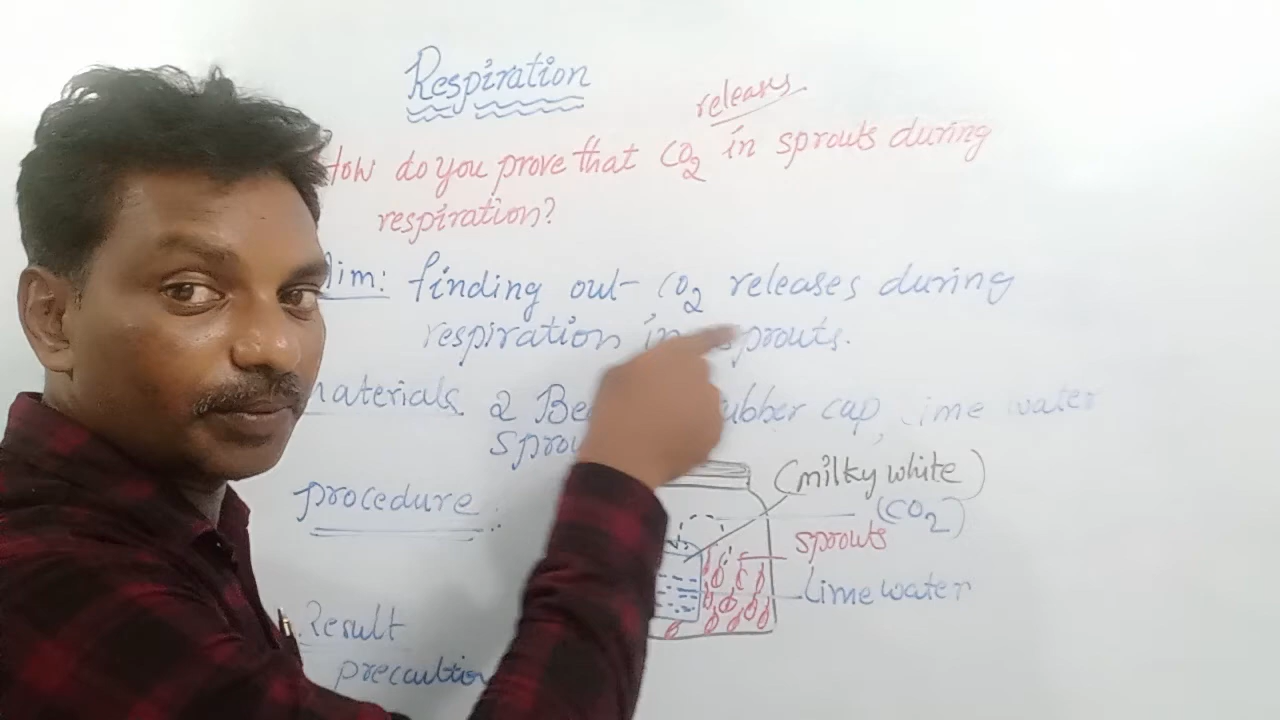 Respiration
releases
How do you prove that CO2 in sprouts during
respiration?
Aim: finding out CO2 releases during
respiration in sprouts.
materials 2 rubber cap, Lime water
procedure:
(milky white)
(CO2)
sprouts
Lime water
Result
precaution